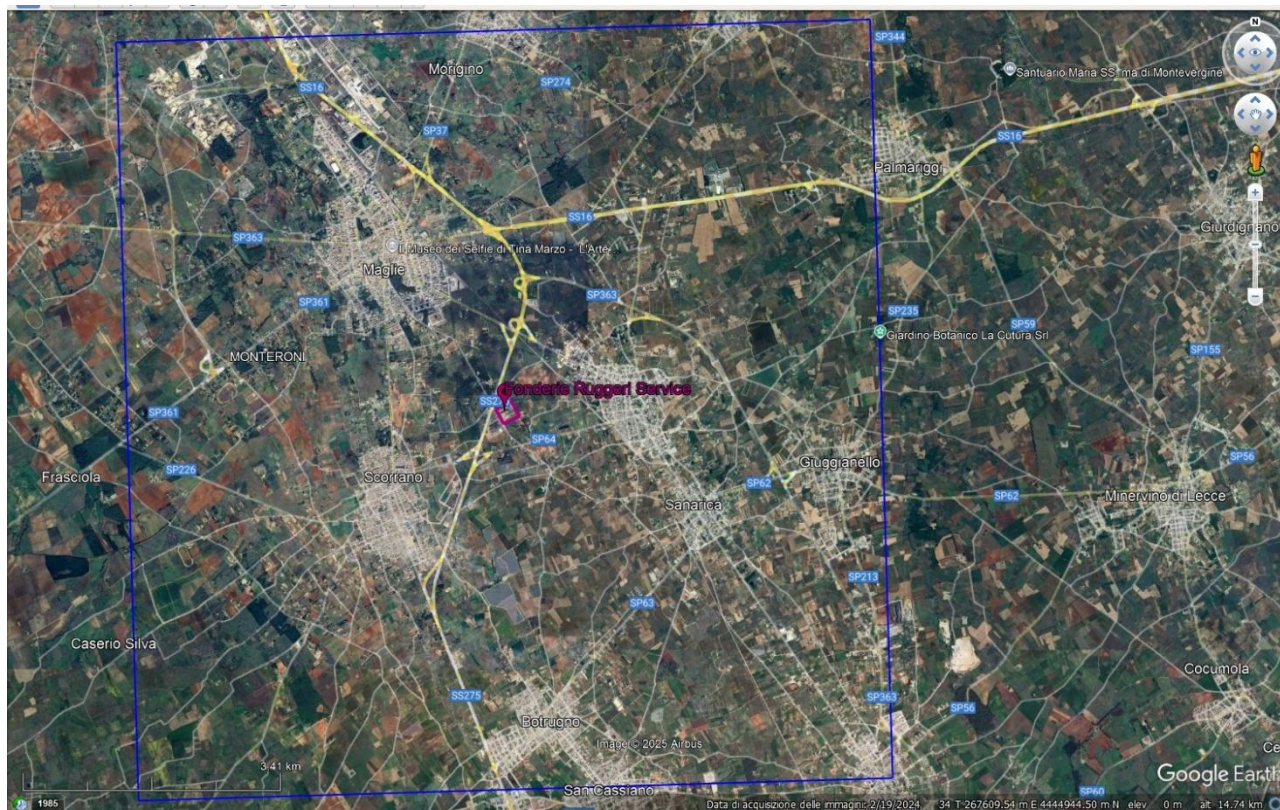 N
SP344
Morigino
Santuario Maria SS. ma di Montevergine
SS16
SP274
SP37
SS16
Palmariggi
SS16
Giurdignano
SP363
Il Museo dei Selfie di Tina Marzo - L'Arte
Maglie
SP361
SP363
SP235
SP59
Giardino Botanico La Cutura Srl
SP155
MONTERONI
Fonderie Ruggeri Service
SP361
SP64
SP56
SP226
Giuggianello
Frasciola
Scorrano
SP62
SP62
Minervino di Lecce
Sanarica
SP213
SP63
Caserio Silva
Cocumola
SS275
SP363
SP56
Botrugno
Image © 2025 Airbus
Ce
3.41 km
Google Earth
San Cassiano
SP60
1985
Data di acquisizione delle immagini: 2/19/2024 34 T 267609.54 m E 4444944.50 m N elev 0 m alt 14.74 km